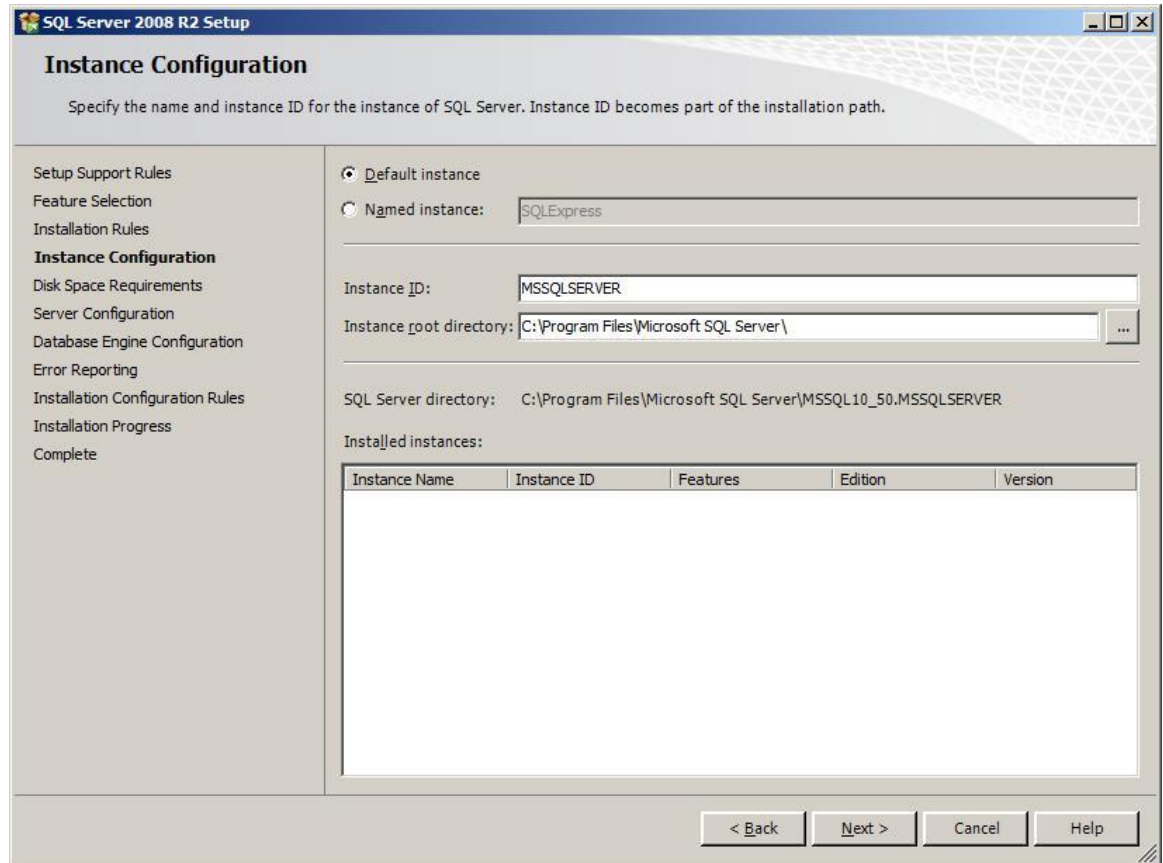 SQL Server 2008 R2 Setup
Instance Configuration
Specify the name and instance ID for the instance of SQL Server. Instance ID becomes part of the installation path.
Setup Support Rules
Feature Selection
Installation Rules
Instance Configuration
Disk Space Requirements
Server Configuration
Database Engine Configuration
Error Reporting
Installation Configuration Rules
Installation Progress
Complete
Default instance
Named instance: SQLExpress
Instance ID: MSSQLSERVER
Instance root directory: C:\Program Files\Microsoft SQL Server\ ...
SQL Server directory: C:\Program Files\Microsoft SQL Server\MSSQL10_50.MSSQLSERVER
Installed instances:
Instance Name Instance ID Features Edition Version
< Back Next > Cancel Help